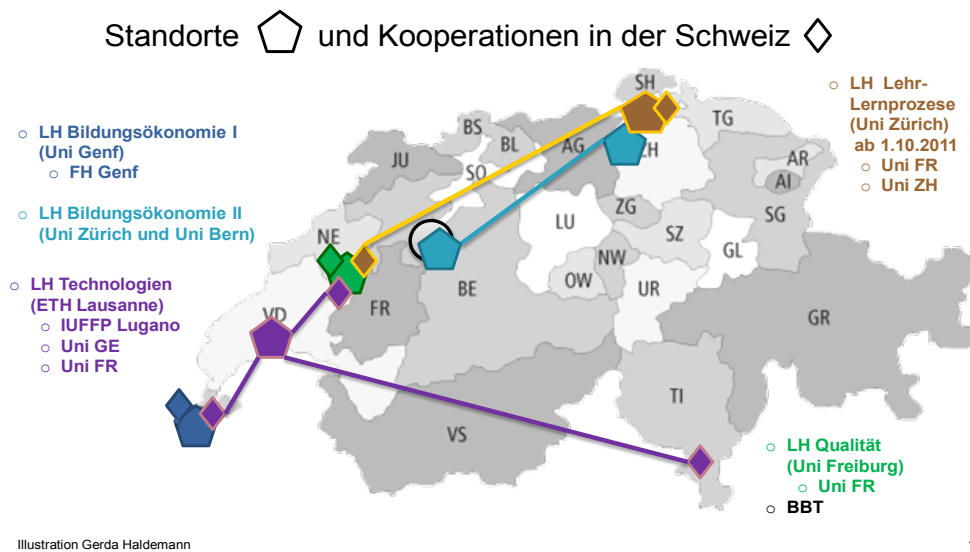 Standorte und Kooperationen in der Schweiz
LH Bildungsökonomie I
(Uni Genf)
FH Genf
LH Bildungsökonomie II
(Uni Zürich und Uni Bern)
LH Technologien
(ETH Lausanne)
IUFFP Lugano
Uni GE
Uni FR
LH Lehr-
Lernprozese
(Uni Zürich)
ab 1.10.2011
Uni FR
Uni ZH
LH Qualität
(Uni Freiburg)
Uni FR
BBT
SH
BS
BL
AG
ZH
TG
JU
SO
AR
AI
SG
NE
LU
ZG
SZ
GL
NW
OW
UR
BE
FR
VD
GR
TI
VS
Illustration Gerda Haldemann